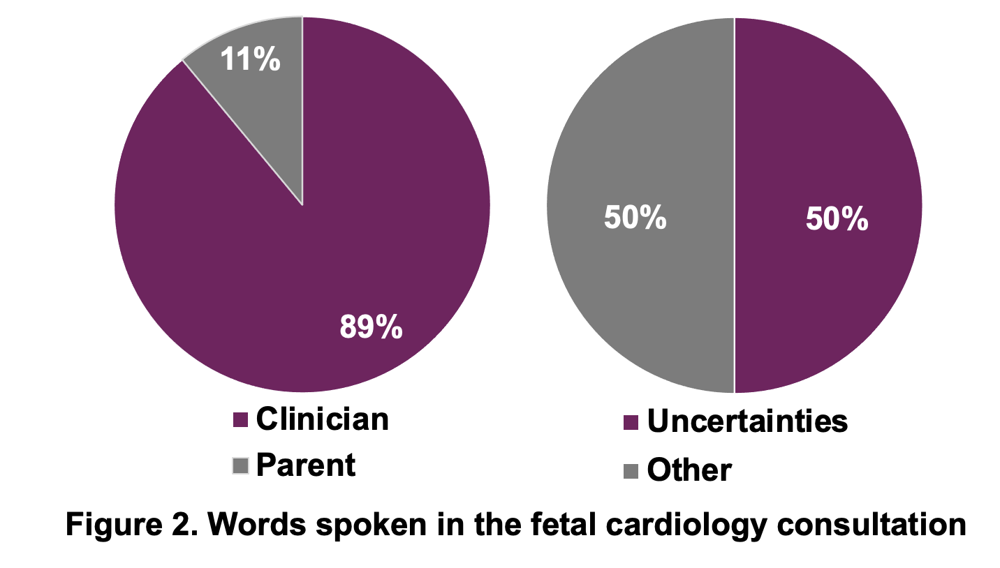 11%
89%
Clinician
Parent
50%
50%
Uncertainties
Other
Figure 2. Words spoken in the fetal cardiology consultation